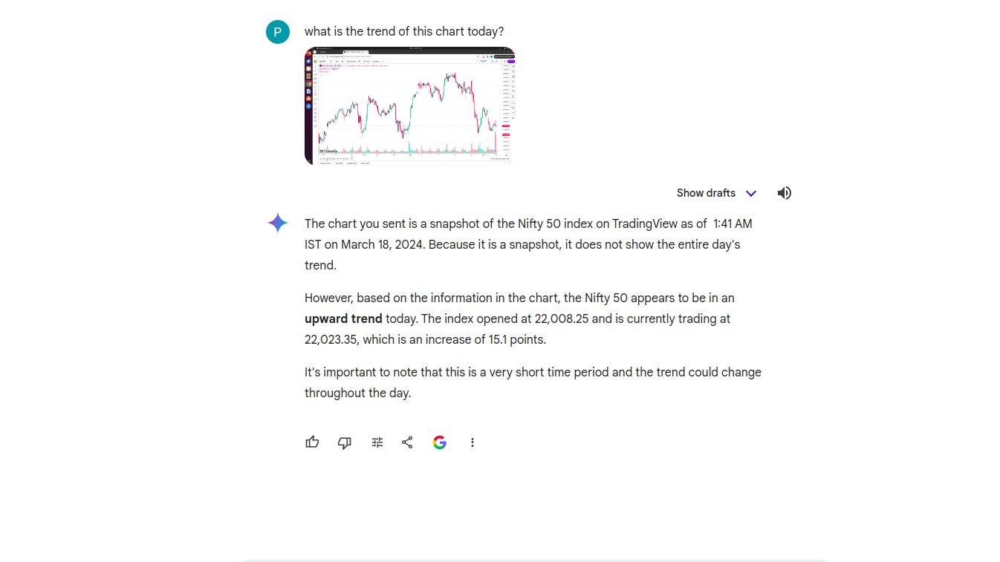 P
what is the trend of this chart today?
Show drafts
The chart you sent is a snapshot of the Nifty 50 index on TradingView as of  1:41 AM
IST on March 18, 2024. Because it is a snapshot, it does not show the entire day's
trend.
However, based on the information in the chart, the Nifty 50 appears to be in an
upward trend today. The index opened at 22,008.25 and is currently trading at
22,023.35, which is an increase of 15.1 points.
It's important to note that this is a very short time period and the trend could change
throughout the day.